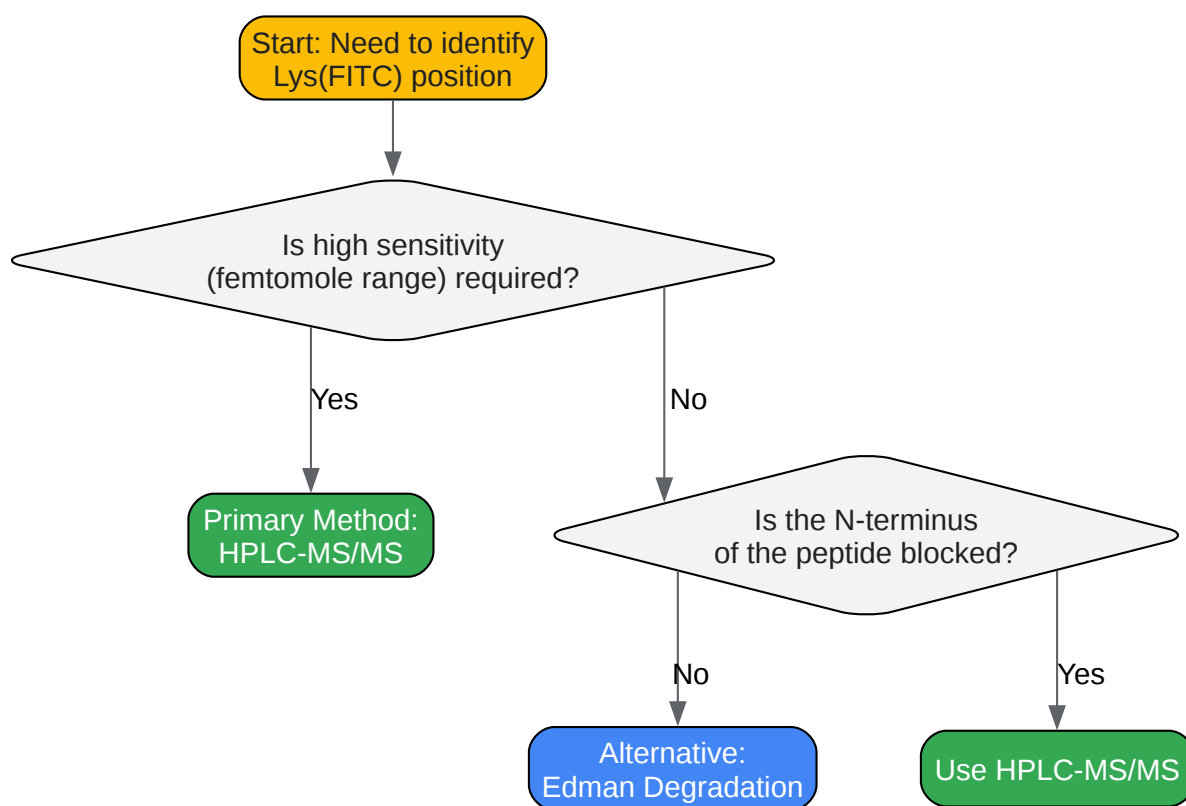 Start: Need to identify
Lys(FITC) position
Is high sensitivity
(femtomole range) required?
Yes
No
Primary Method:
HPLC-MS/MS
Is the N-terminus
of the peptide blocked?
No
Yes
Alternative:
Edman Degradation
Use HPLC-MS/MS